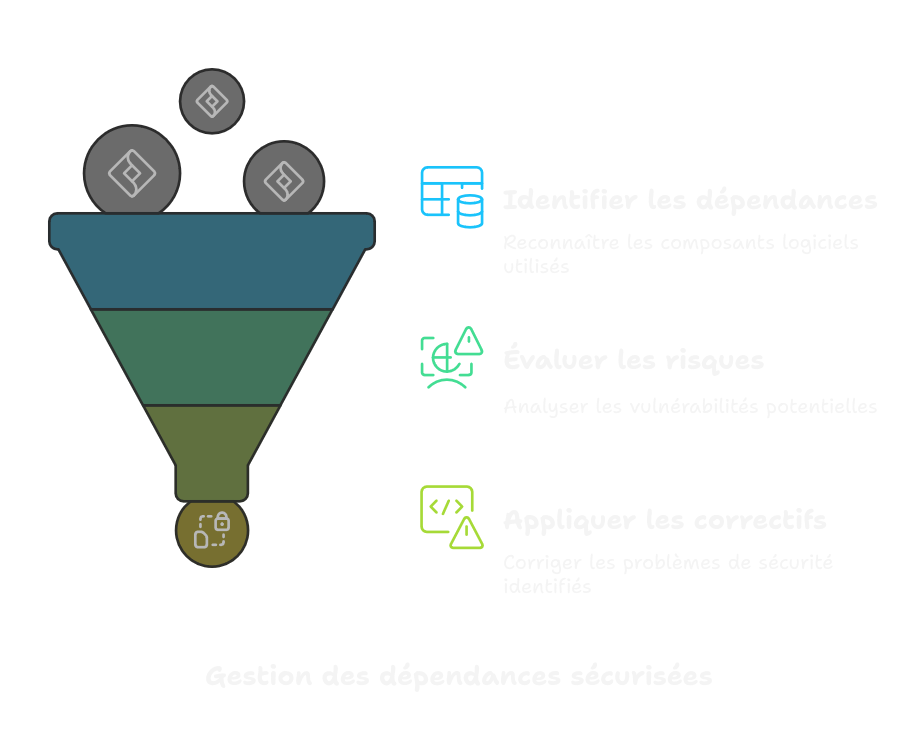 Identifier les dépendances
Reconnaître les composants logiciels
utilisés
Évaluer les risques
Analyser les vulnérabilités potentielles
Appliquer les correctifs
Corriger les problèmes de sécurité
identifiés
Gestion des dépendances sécurisées